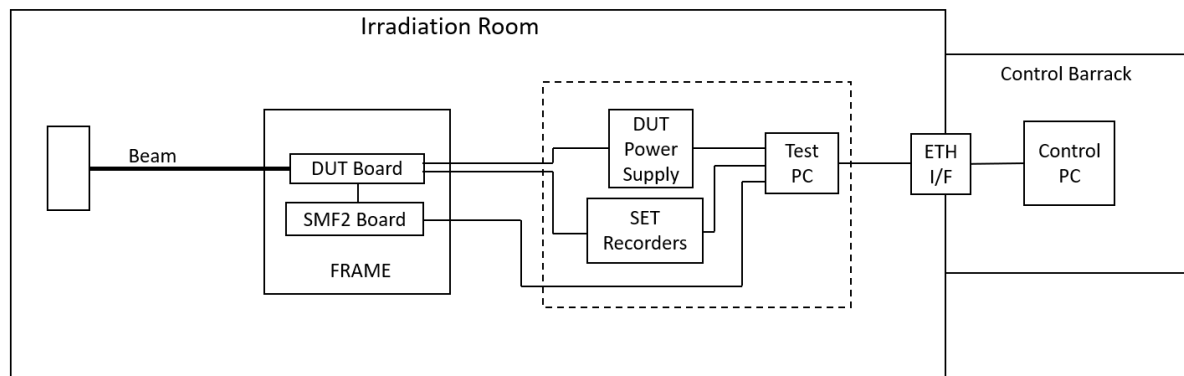 Irradiation Room
Control Barrack
Beam
DUT Board
SMF2 Board
FRAME
DUT
Power
Supply
SET
Recorders
Test
PC
ETH
I/F
Control
PC